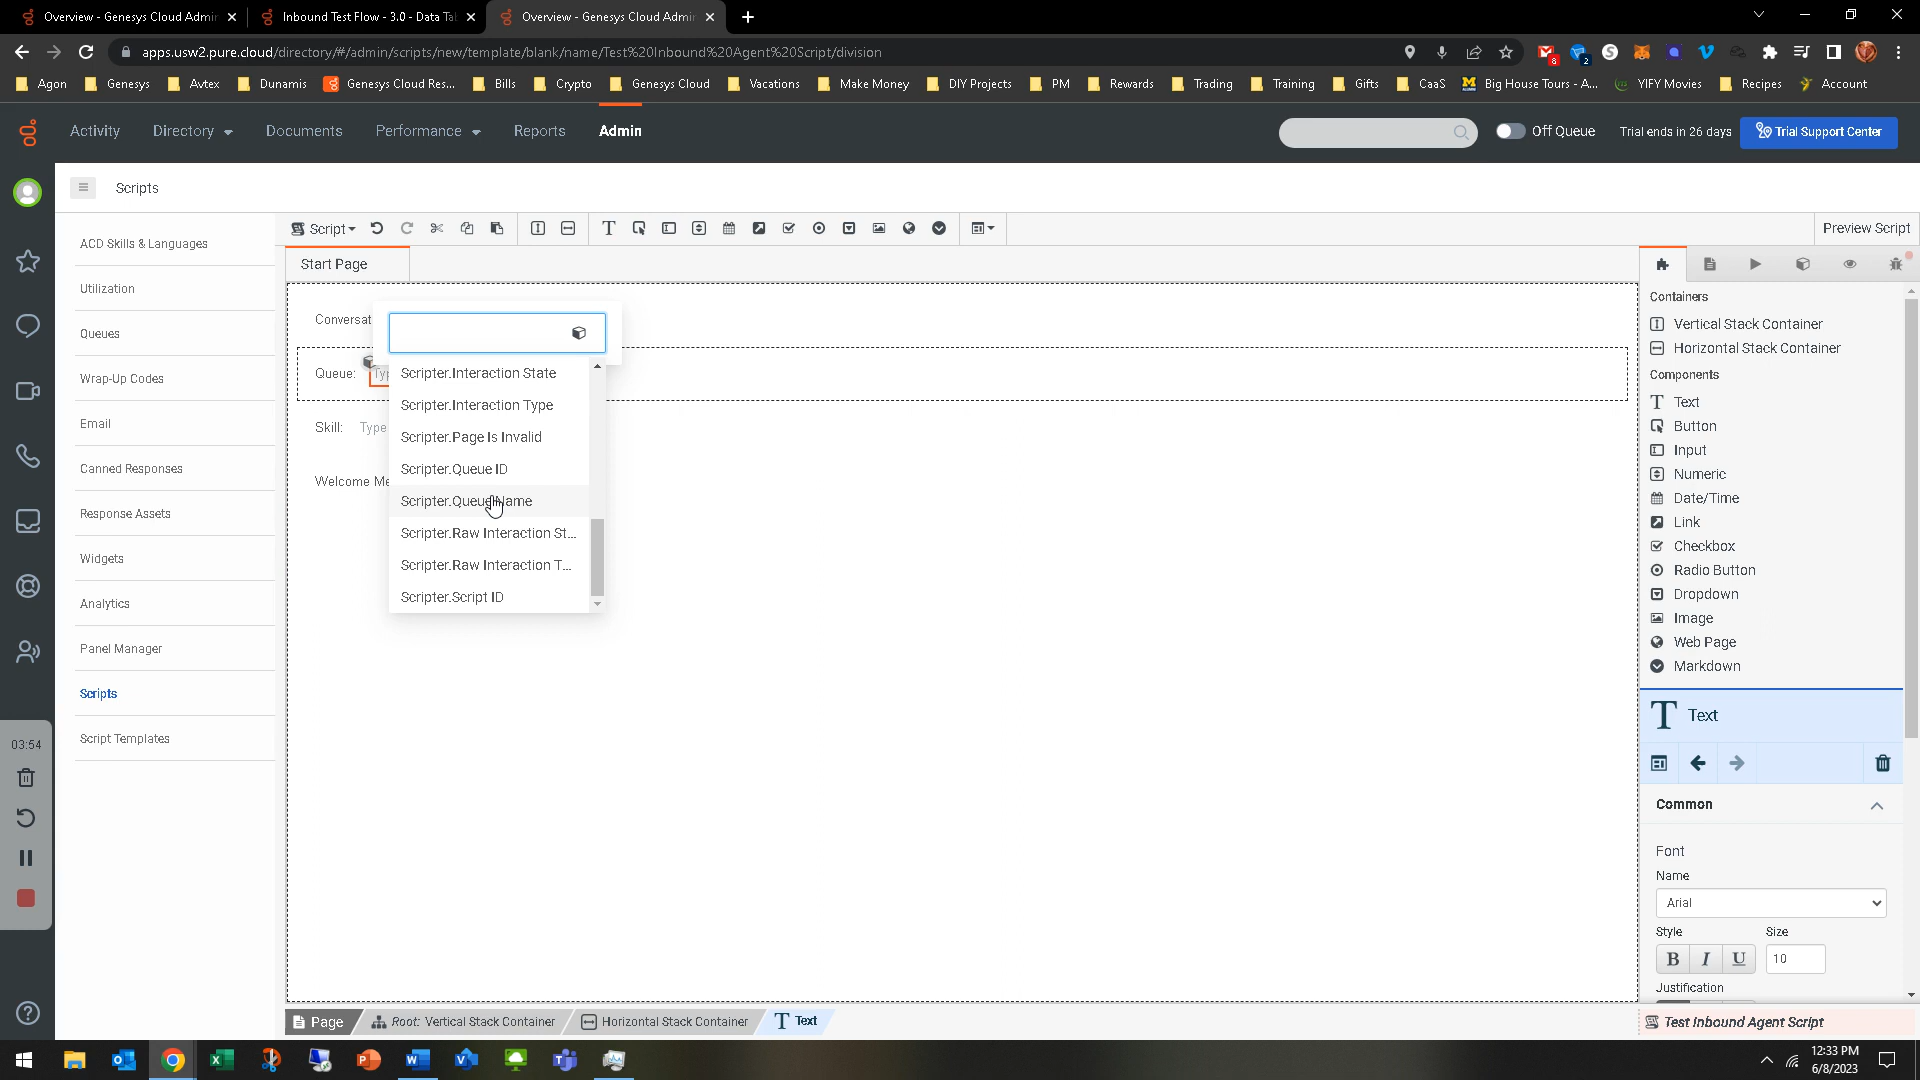 Overview - Genesys Cloud Admin
Inbound Test Flow - 3.0 - Data Tab
Overview - Genesys Cloud Admin
apps.usw2.pure.cloud/directory/#/admin/scripts/new/template/blank/name/Test%20Inbound%20Agent%20Script/division
8
2
Agon
Genesys
Avtex
Dunamis
Genesys Cloud Res...
Bills
Crypto
Genesys Cloud
Vacations
Make Money
DIY Projects
PM
Rewards
Trading
Training
Gifts
CaaS
Big House Tours - A...
YIFY Movies
Recipes
Account
Activity
Directory
Documents
Performance
Reports
Admin
Off Queue
Trial ends in 26 days
Trial Support Center
Scripts
ACD Skills & Languages
Utilization
Queues
Wrap-Up Codes
Email
Canned Responses
Response Assets
Widgets
Analytics
Panel Manager
Scripts
Script Templates
03:54
Script
Preview Script
Start Page
Conversat
Queue: Typ
Skill: Type
Welcome Me
Scripter.Interaction State
Scripter.Interaction Type
Scripter.Page Is Invalid
Scripter.Queue ID
Scripter.Queue Name
Scripter.Raw Interaction St...
Scripter.Raw Interaction T...
Scripter.Script ID
Containers
Vertical Stack Container
Horizontal Stack Container
Components
Text
Button
Input
Numeric
Date/Time
Link
Checkbox
Radio Button
Dropdown
Image
Web Page
Markdown
Text
Common
Font
Name
Arial
Style
Size
B I U
10
Justification
Page
Root: Vertical Stack Container
Horizontal Stack Container
Text
Test Inbound Agent Script
12:33 PM
6/8/2023